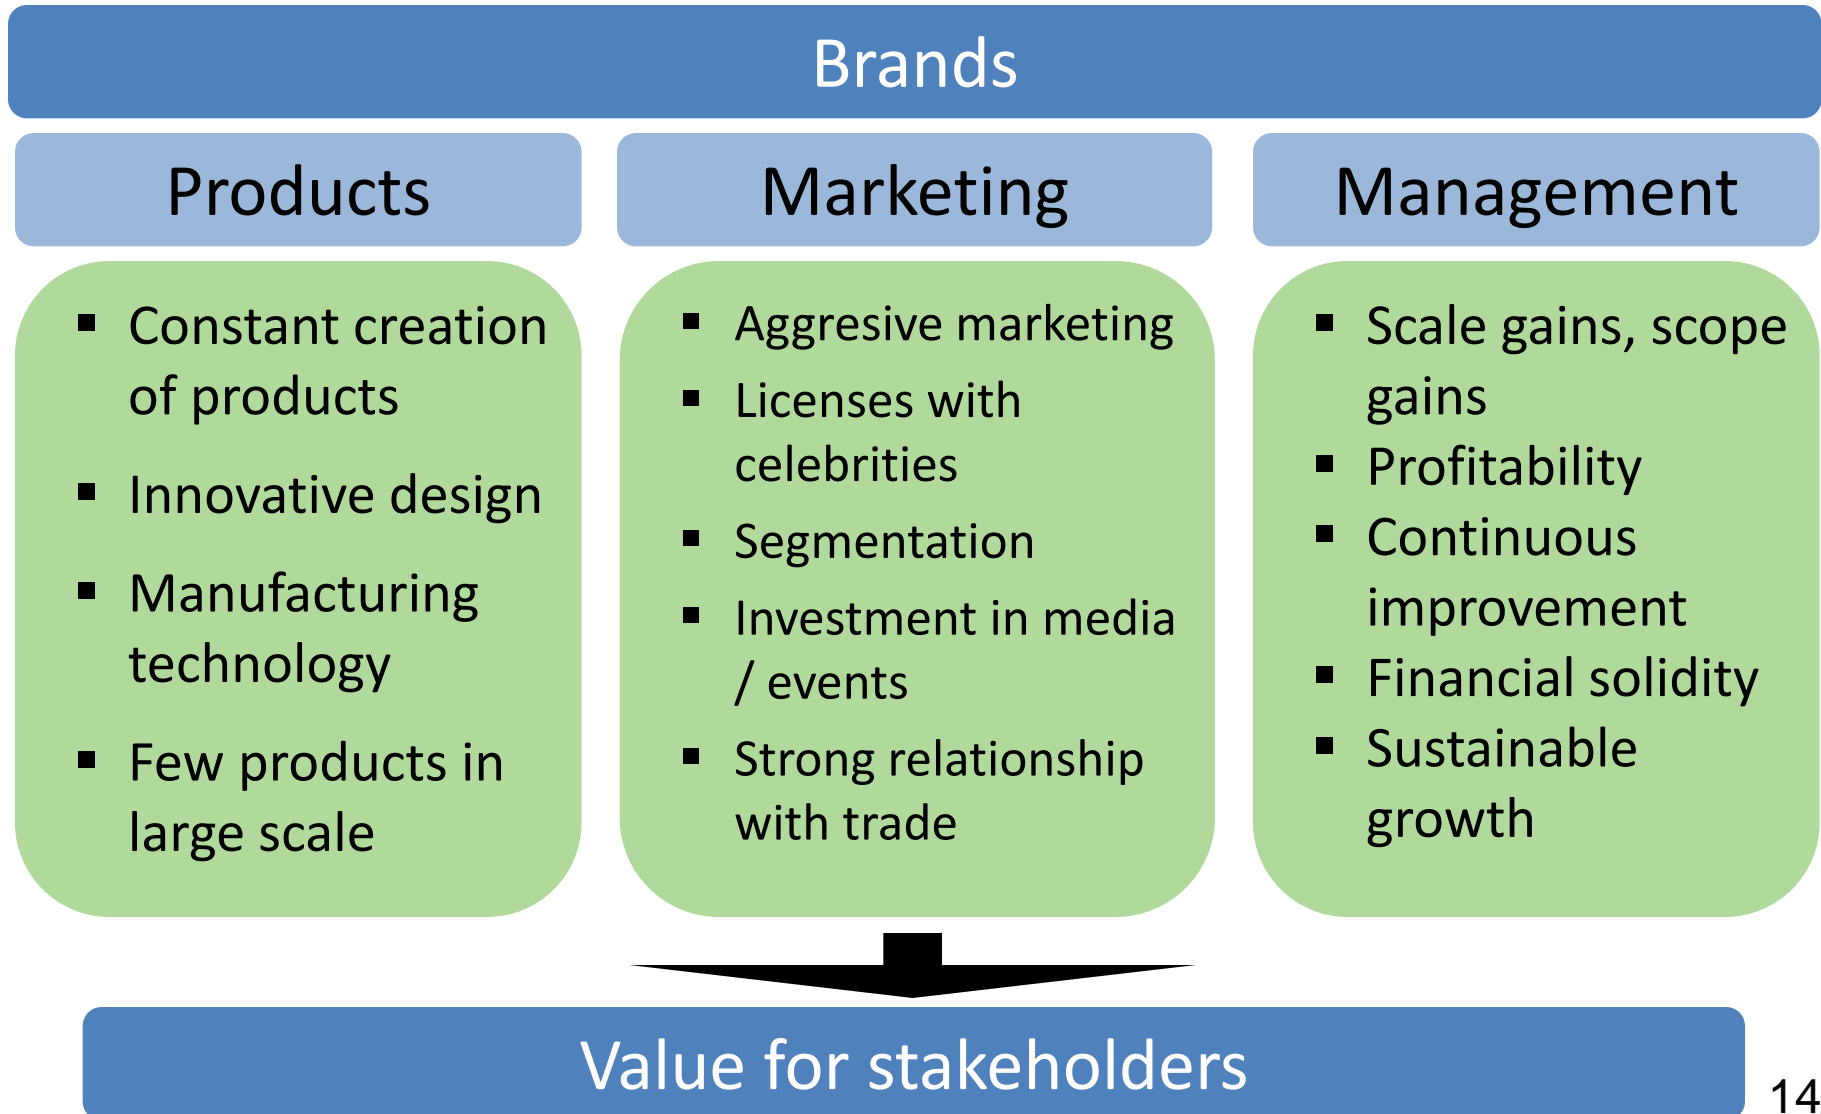 Brands
Products
Marketing
Management
▪ Constant creation
of products
▪ Innovative design
▪ Manufacturing
technology
▪ Few products in
large scale
▪ Aggresive marketing
▪ Licenses with
celebrities
▪ Segmentation
▪ Investment in media
/ events
▪ Strong relationship
with trade
▪ Scale gains, scope
gains
▪ Profitability
▪ Continuous
improvement
▪ Financial solidity
▪ Sustainable
growth
Value for stakeholders
14